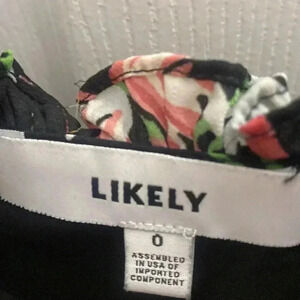 LIKELY
0
ASSEMBLED
IN USA OF
IMPORTED
COMPONENT